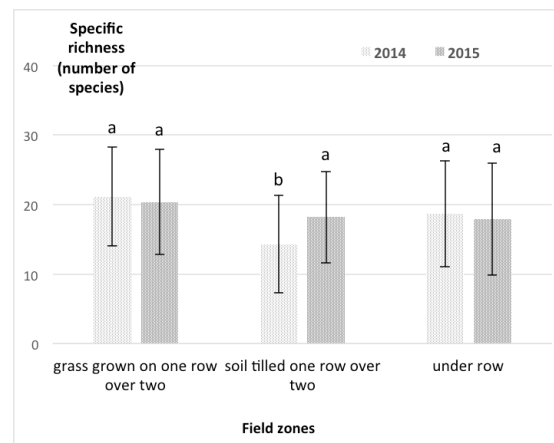 Specific
richness
(number of
species)
2014 2015
40
30
20
10
0
a a b a a a
grass grown on one row
over two
soil tilled one row over
two
under row
Field zones